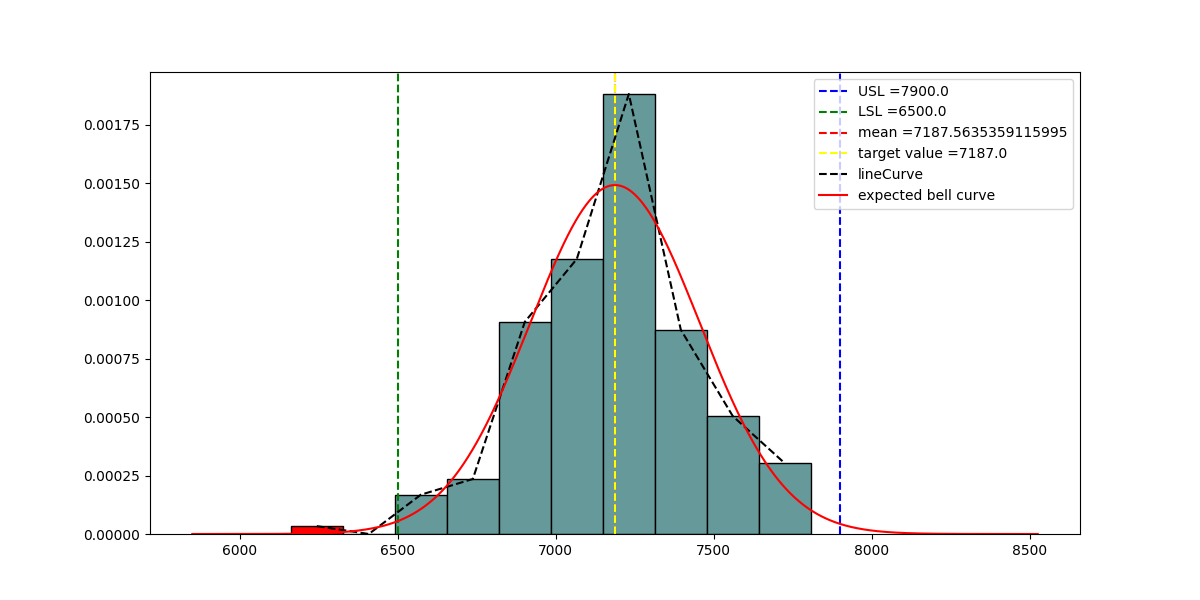 USL =7900.0
LSL =6500.0
mean =7187.5635359115995
target value =7187.0
lineCurve
expected bell curve
0.00175
0.00150
0.00125
0.00100
0.00075
0.00050
0.00025
0.00000
6000 6500 7000 7500 8000 8500